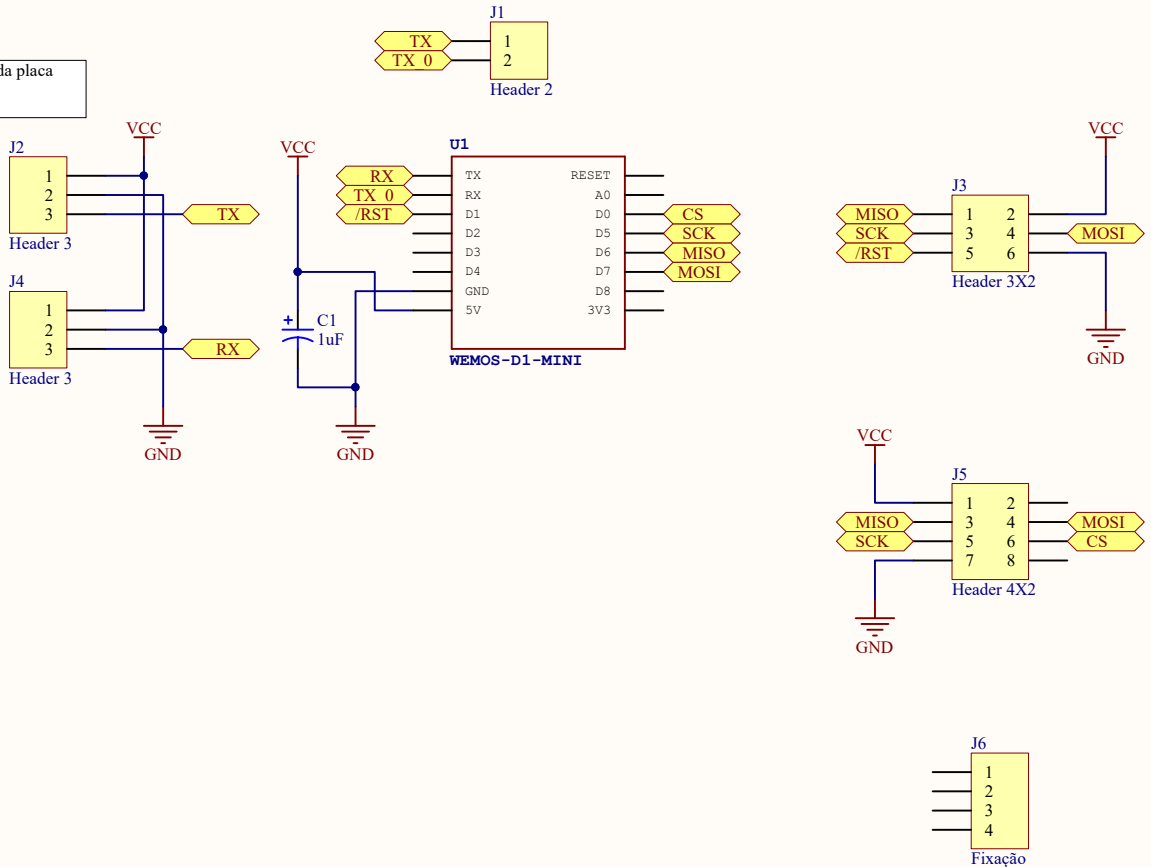 J1
TX 1
TX_0 2
Header 2
da placa
VCC
J2
1
2
3 TX
Header 3
J4
1
2
3 RX
Header 3
GND
VCC
C1
1uF
GND
U1
RX TX RESET
TX_0 RX A0
/RST D1 D0 CS
D2 D5 SCK
D3 D6 MISO
D4 D7 MOSI
GND D8
5V 3V3
WEMOS-D1-MINI
VCC
J3
MISO 1 2
SCK 3 4 MOSI
/RST 5 6
Header 3X2
GND
VCC
J5
1 2
MISO 3 4 MOSI
SCK 5 6 CS
7 8
Header 4X2
GND
J6
1
2
3
4
Fixação